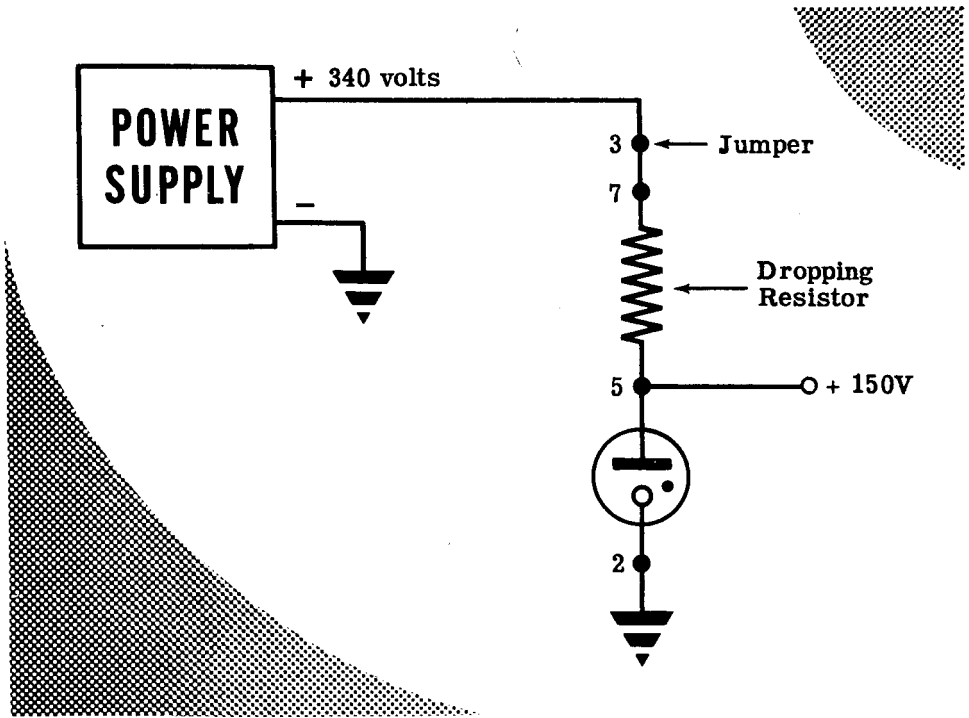 + 340 volts
POWER
SUPPLY
−
3
Jumper
7
Dropping
Resistor
5
+ 150V
2